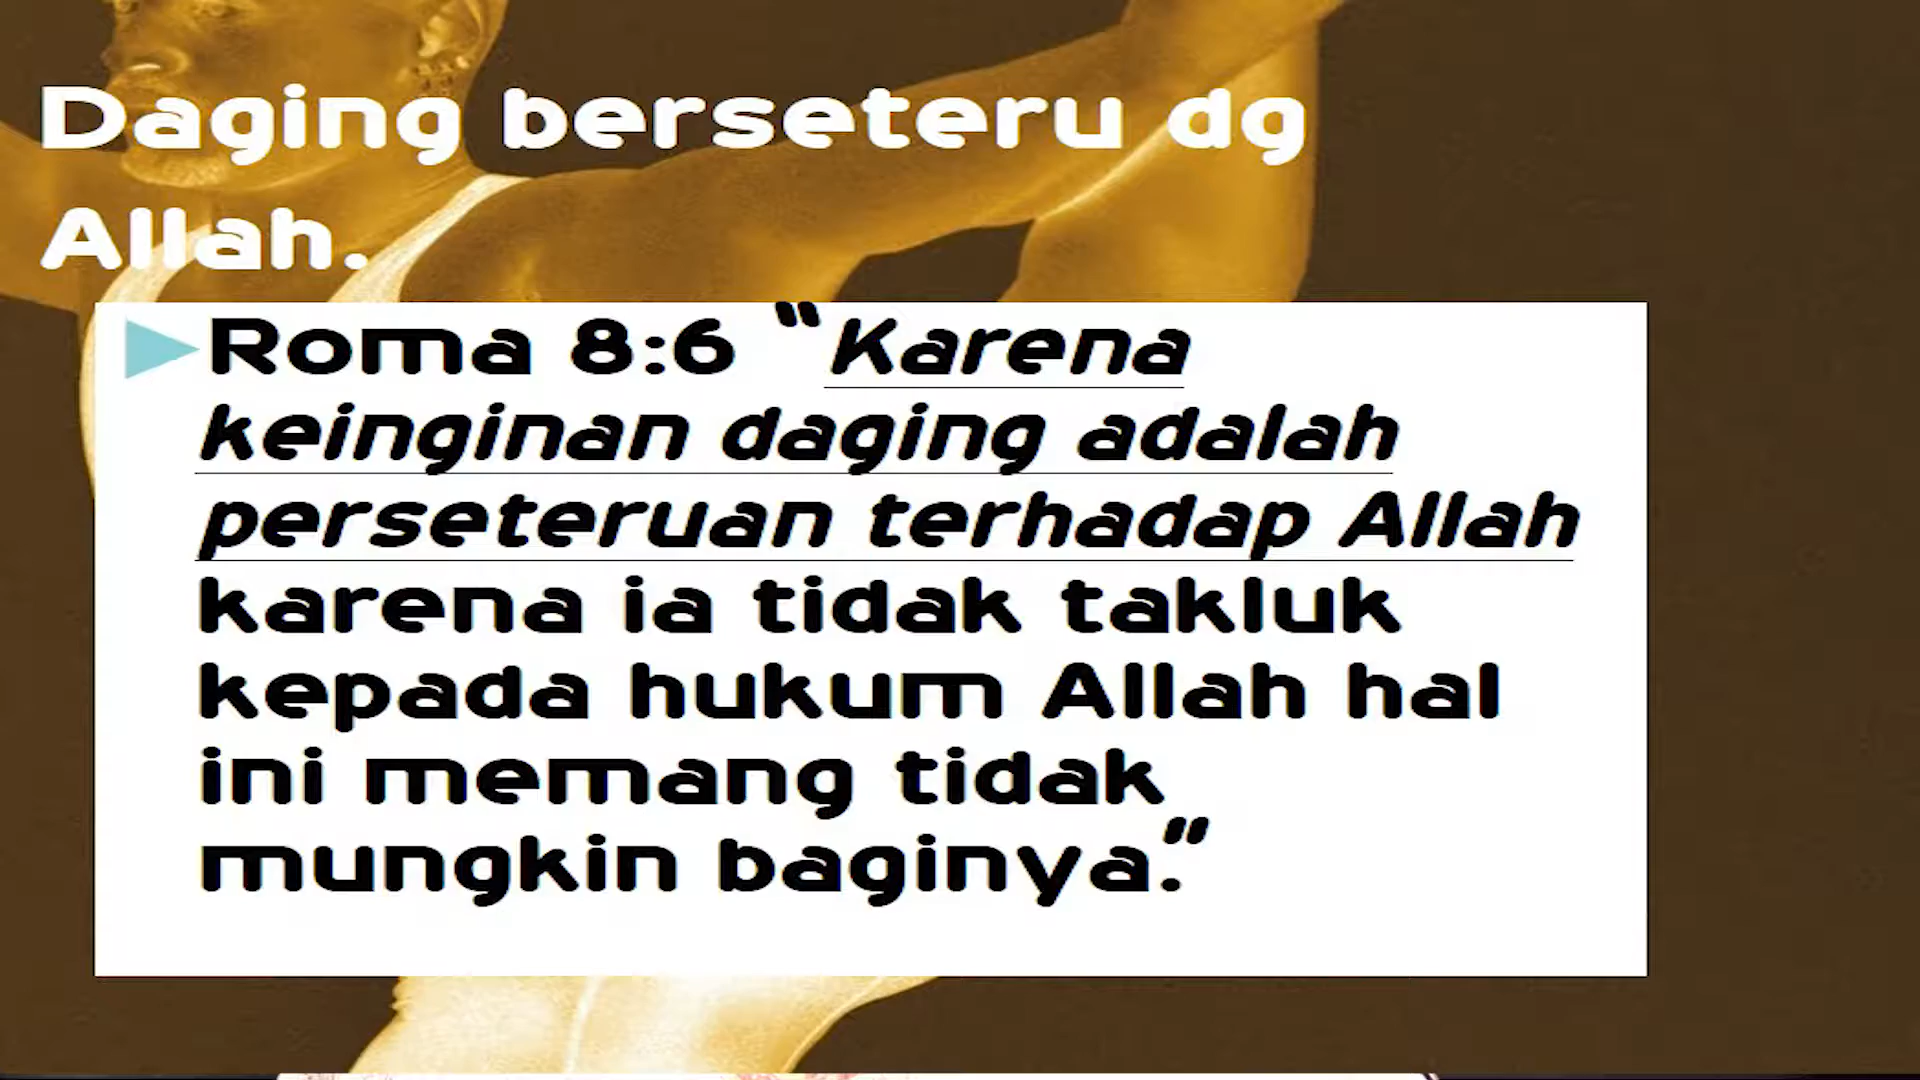 Daging berseteru dg
Allah.
Roma 8:6 “Karena
keinginan daging adalah
perseteruan terhadap Allah
karena ia tidak takluk
kepada hukum Allah hal
ini memang tidak
mungkin baginya.”